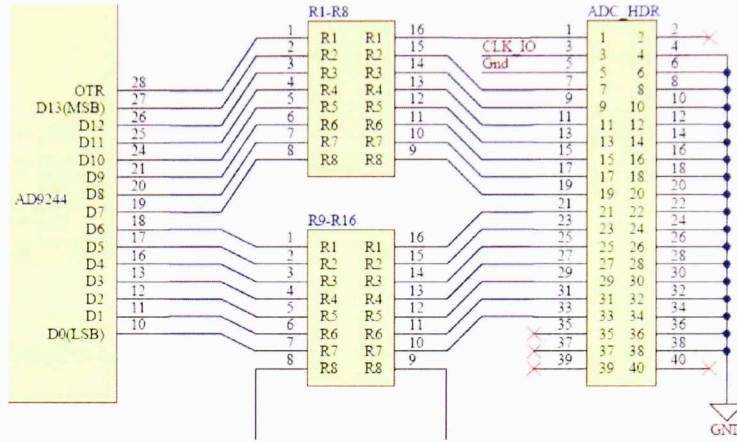 R1-R8
ADC_HDR
R9-R16
AD9244
OTR 28
D13(MSB) 27
D12 26
D11 25
D10 24
D9 21
D8 20
D7 19
D6 18
D5 17
D4 16
D3 13
D2 12
D1 11
D0(LSB) 10
1 R1 R1 16
2 R2 R2 15
3 R3 R3 14
4 R4 R4 13
5 R5 R5 12
6 R6 R6 11
7 R7 R7 10
8 R8 R8 9
1 R1 R1 16
2 R2 R2 15
3 R3 R3 14
4 R4 R4 13
5 R5 R5 12
6 R6 R6 11
7 R7 R7 10
8 R8 R8 9
1 1 2 2
CLK_IO 3 3 4 4
Gnd 5 5 6 6
7 7 8 8
9 9 10 10
11 11 12 12
13 13 14 14
15 15 16 16
17 17 18 18
19 19 20 20
21 21 22 22
23 23 24 24
25 25 26 26
27 27 28 28
29 29 30 30
31 31 32 32
33 33 34 34
35 35 36 36
37 37 38 38
39 39 40 40
GND